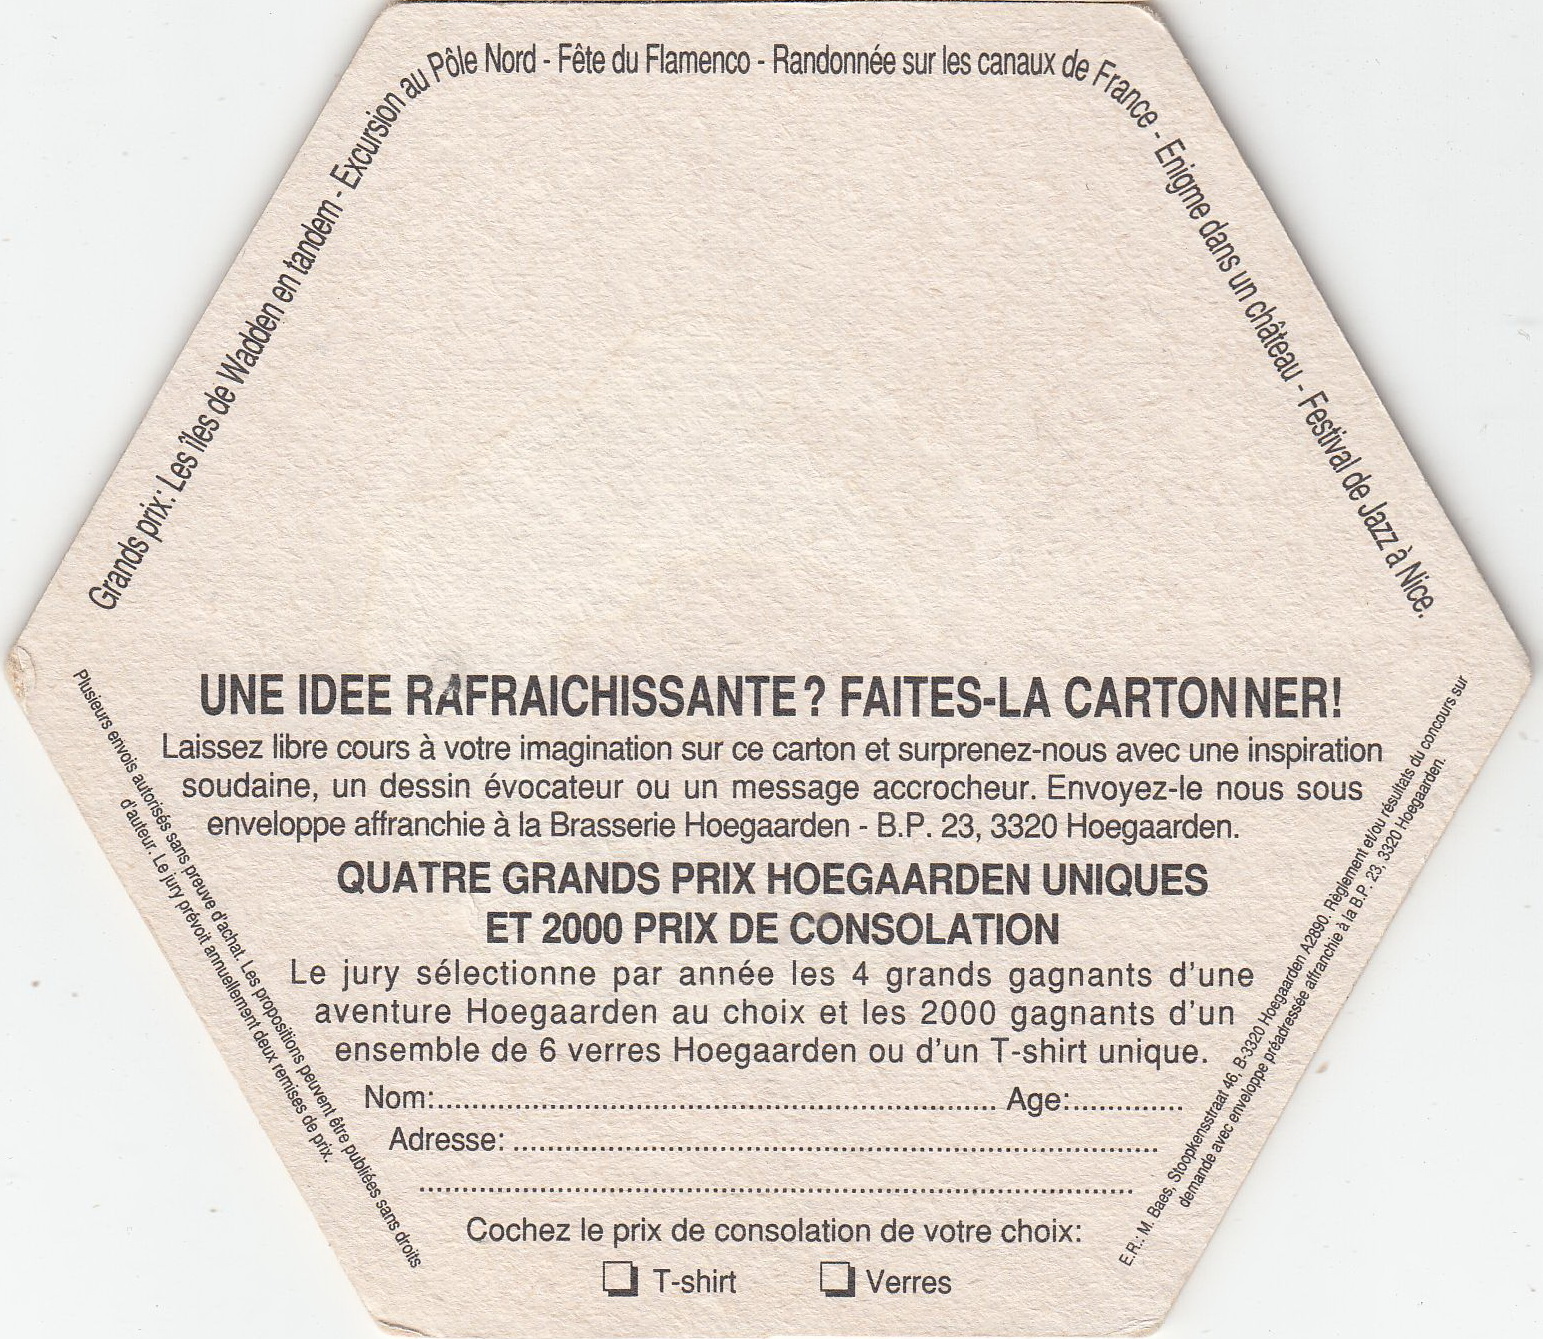 Grands prix: Les îles de Wadden en tandem - Excursion au Pôle Nord - Fête du Flamenco - Randonnée sur les canaux de France - Enigme dans un château - Festival de Jazz à Nice.
UNE IDEE RAFRAICHISSANTE? FAITES-LA CARTONNER!
Laissez libre cours à votre imagination sur ce carton et surprenez-nous avec une inspiration
soudaine, un dessin évocateur ou un message accrocheur. Envoyez-le nous sous
enveloppe affranchie à la Brasserie Hoegaarden - B.P. 23, 3320 Hoegaarden.
QUATRE GRANDS PRIX HOEGAARDEN UNIQUES
ET 2000 PRIX DE CONSOLATION
Le jury sélectionne par année les 4 grands gagnants d'une
aventure Hoegaarden au choix et les 2000 gagnants d'un
ensemble de 6 verres Hoegaarden ou d'un T-shirt unique.
Nom:............................................................... Age:.............
Adresse: ..........................................................................
..................................................................................
Cochez le prix de consolation de votre choix:
T-shirt Verres
Plusieurs envois autorisés sans preuve d'achat. Les propositions peuvent être publiées sans droits
d'auteur. Le jury prévoit annuellement deux remises de prix.
E.R.: M. Baes, Stoopkensstraat 46, B-3320 Hoegaarden A2890. Règlement et/ou résultats du concours sur
demande avec enveloppe préadressée affranchie à la B.P. 23, 3320 Hoegaarden.